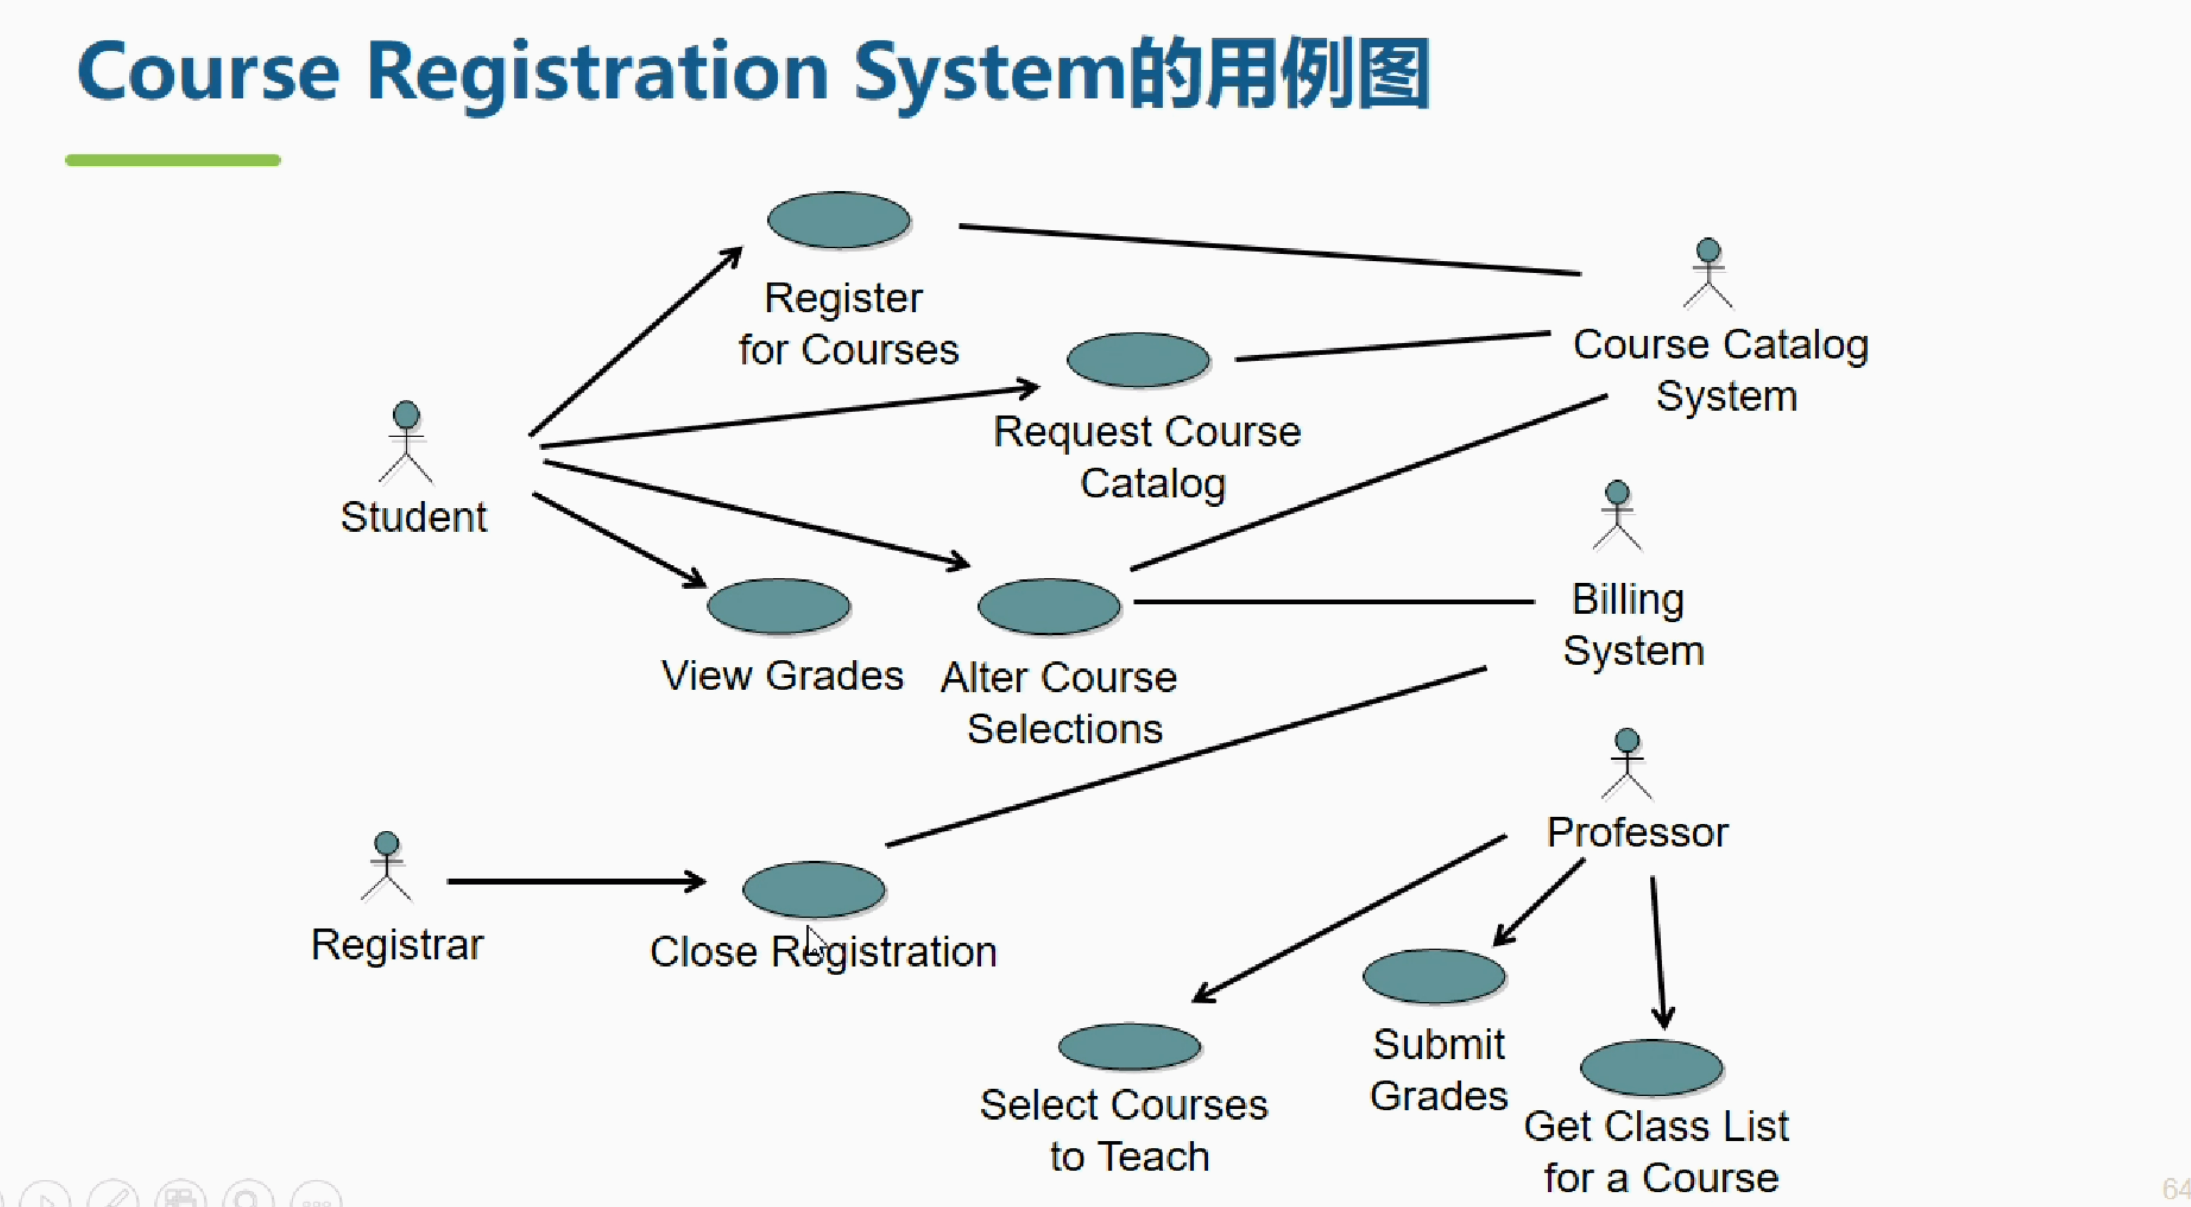 Course Registration System的用例图
Register
for Courses
Course Catalog
System
Request Course
Catalog
Student
Billing
System
View Grades
Alter Course
Selections
Professor
Registrar
Close Registration
Submit
Grades
Select Courses
to Teach
Get Class List
for a Course
64